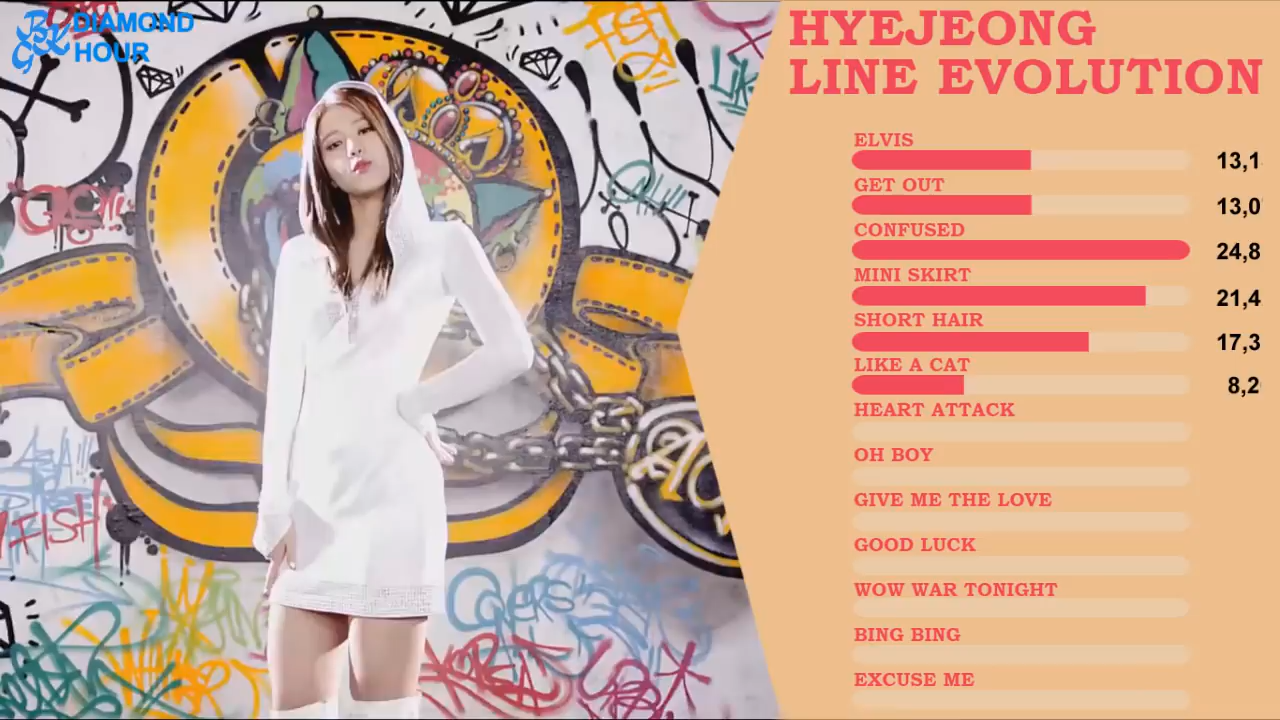 DIAMOND
HOUR
HYEJEONG
LINE EVOLUTION
ELVIS
13,1
GET OUT
13,0
CONFUSED
24,8
MINI SKIRT
21,4
SHORT HAIR
17,3
LIKE A CAT
8,2
HEART ATTACK
OH BOY
GIVE ME THE LOVE
GOOD LUCK
WOW WAR TONIGHT
BING BING
EXCUSE ME
FISH